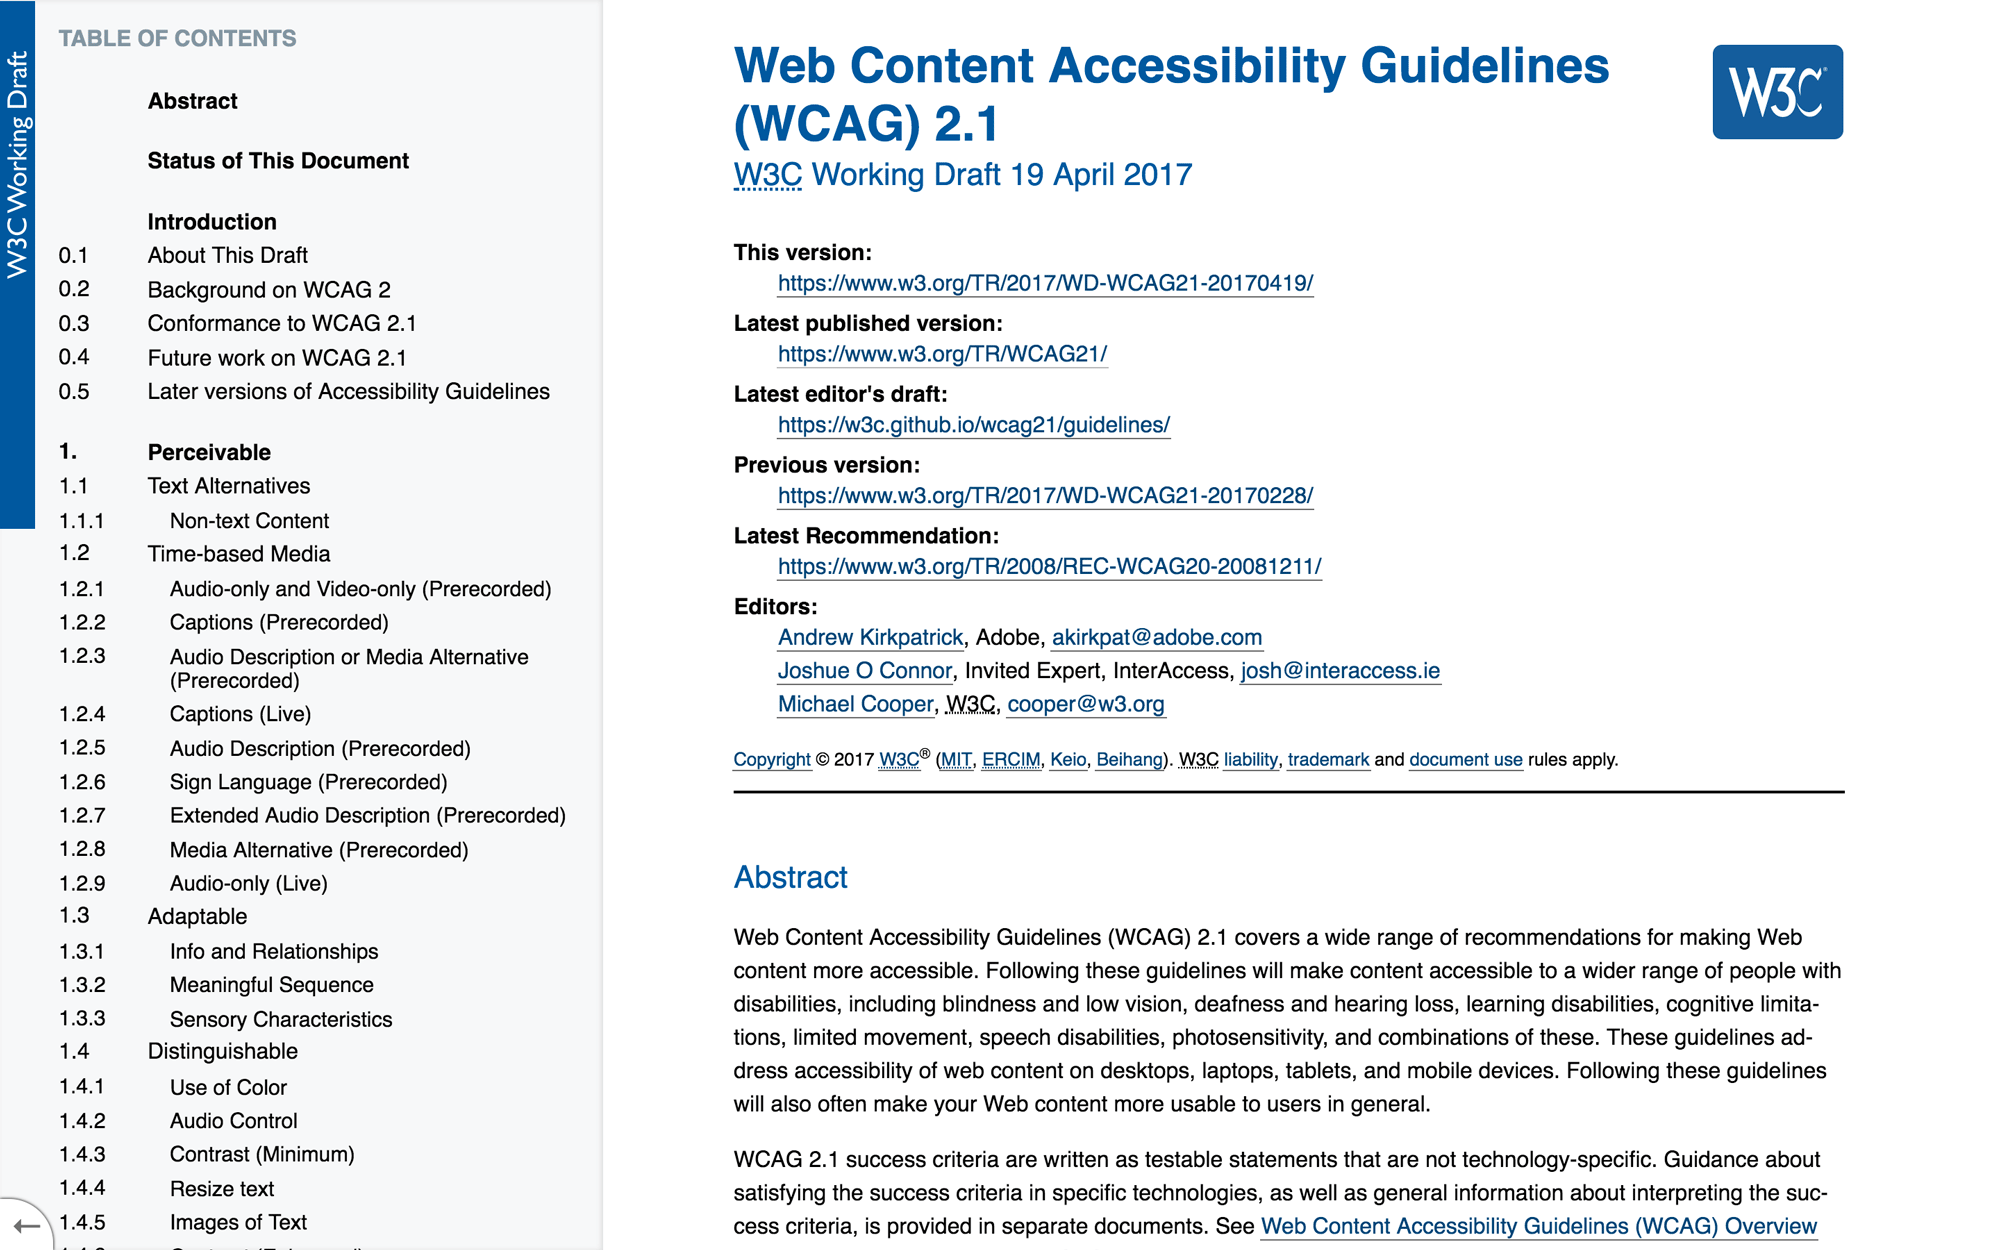 W3C Working Draft
TABLE OF CONTENTS
Abstract
Status of This Document
Introduction
0.1 About This Draft
0.2 Background on WCAG 2
0.3 Conformance to WCAG 2.1
0.4 Future work on WCAG 2.1
0.5 Later versions of Accessibility Guidelines
1. Perceivable
1.1 Text Alternatives
1.1.1 Non-text Content
1.2 Time-based Media
1.2.1 Audio-only and Video-only (Prerecorded)
1.2.2 Captions (Prerecorded)
1.2.3 Audio Description or Media Alternative
(Prerecorded)
1.2.4 Captions (Live)
1.2.5 Audio Description (Prerecorded)
1.2.6 Sign Language (Prerecorded)
1.2.7 Extended Audio Description (Prerecorded)
1.2.8 Media Alternative (Prerecorded)
1.2.9 Audio-only (Live)
1.3 Adaptable
1.3.1 Info and Relationships
1.3.2 Meaningful Sequence
1.3.3 Sensory Characteristics
1.4 Distinguishable
1.4.1 Use of Color
1.4.2 Audio Control
1.4.3 Contrast (Minimum)
1.4.4 Resize text
1.4.5 Images of Text
Web Content Accessibility Guidelines
(WCAG) 2.1
W3C®
W3C Working Draft 19 April 2017
This version:
https://www.w3.org/TR/2017/WD-WCAG21-20170419/
Latest published version:
https://www.w3.org/TR/WCAG21/
Latest editor's draft:
https://w3c.github.io/wcag21/guidelines/
Previous version:
https://www.w3.org/TR/2017/WD-WCAG21-20170228/
Latest Recommendation:
https://www.w3.org/TR/2008/REC-WCAG20-20081211/
Editors:
Andrew Kirkpatrick, Adobe, akirkpat@adobe.com
Joshue O Connor, Invited Expert, InterAccess, josh@interaccess.ie
Michael Cooper, W3C, cooper@w3.org
Copyright © 2017 W3C® (MIT, ERCIM, Keio, Beihang). W3C liability, trademark and document use rules apply.
Abstract
Web Content Accessibility Guidelines (WCAG) 2.1 covers a wide range of recommendations for making Web
content more accessible. Following these guidelines will make content accessible to a wider range of people with
disabilities, including blindness and low vision, deafness and hearing loss, learning disabilities, cognitive limita-
tions, limited movement, speech disabilities, photosensitivity, and combinations of these. These guidelines ad-
dress accessibility of web content on desktops, laptops, tablets, and mobile devices. Following these guidelines
will also often make your Web content more usable to users in general.
WCAG 2.1 success criteria are written as testable statements that are not technology-specific. Guidance about
satisfying the success criteria in specific technologies, as well as general information about interpreting the suc-
cess criteria, is provided in separate documents. See Web Content Accessibility Guidelines (WCAG) Overview